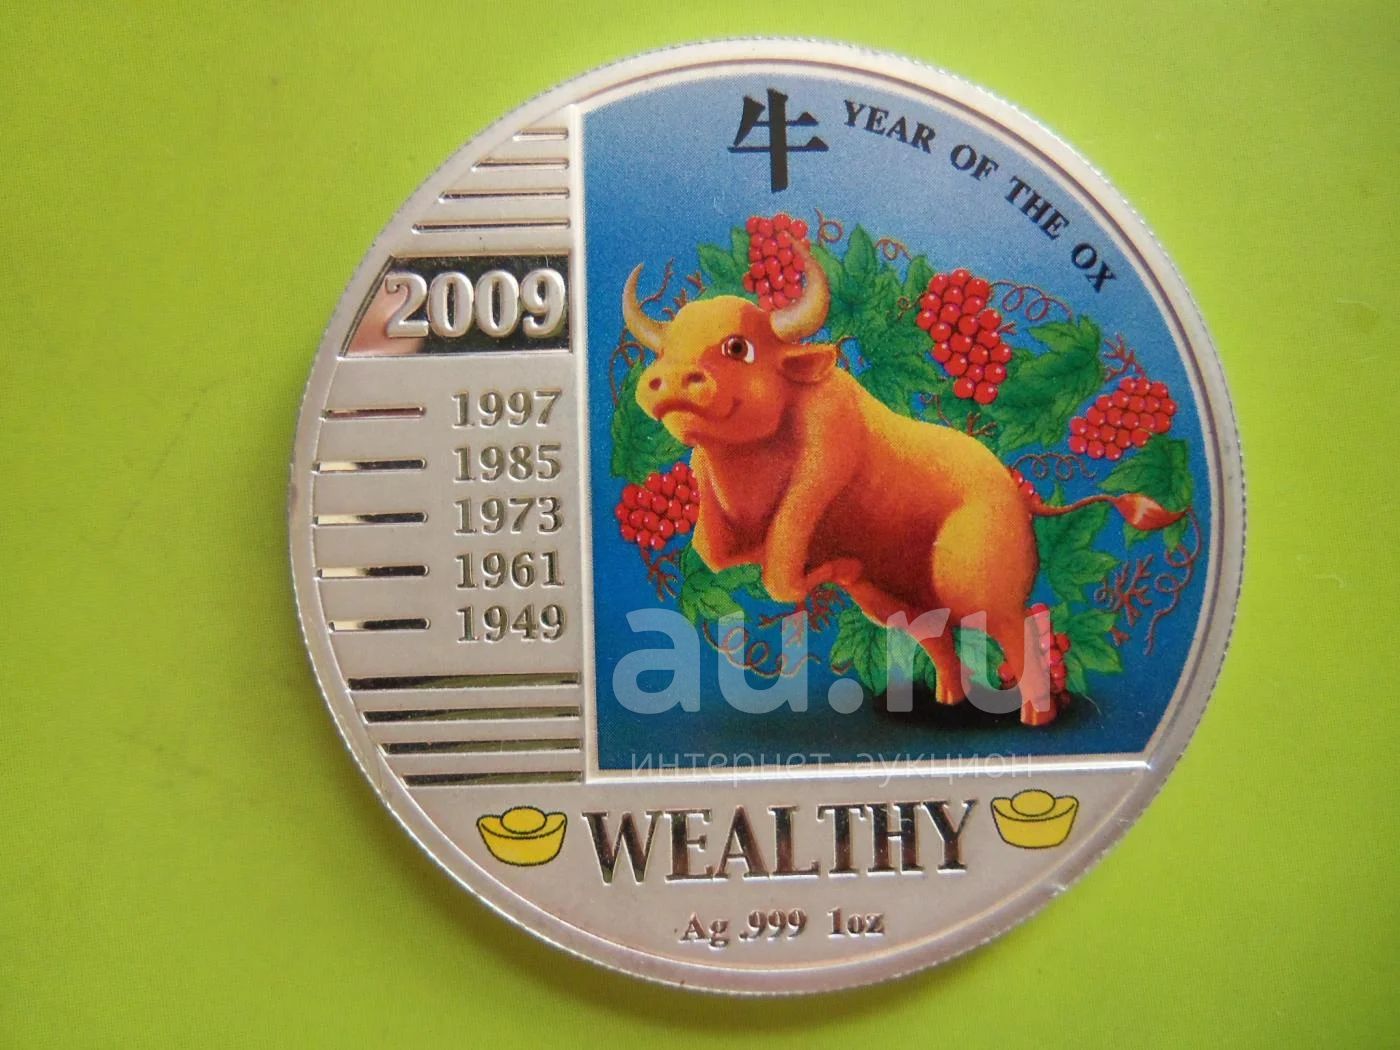 牛 YEAR OF THE OX
2009
1997
1985
1973
1961
1949
au.ru
интернет-аукцион
WEALTHY
Ag .999 1oz